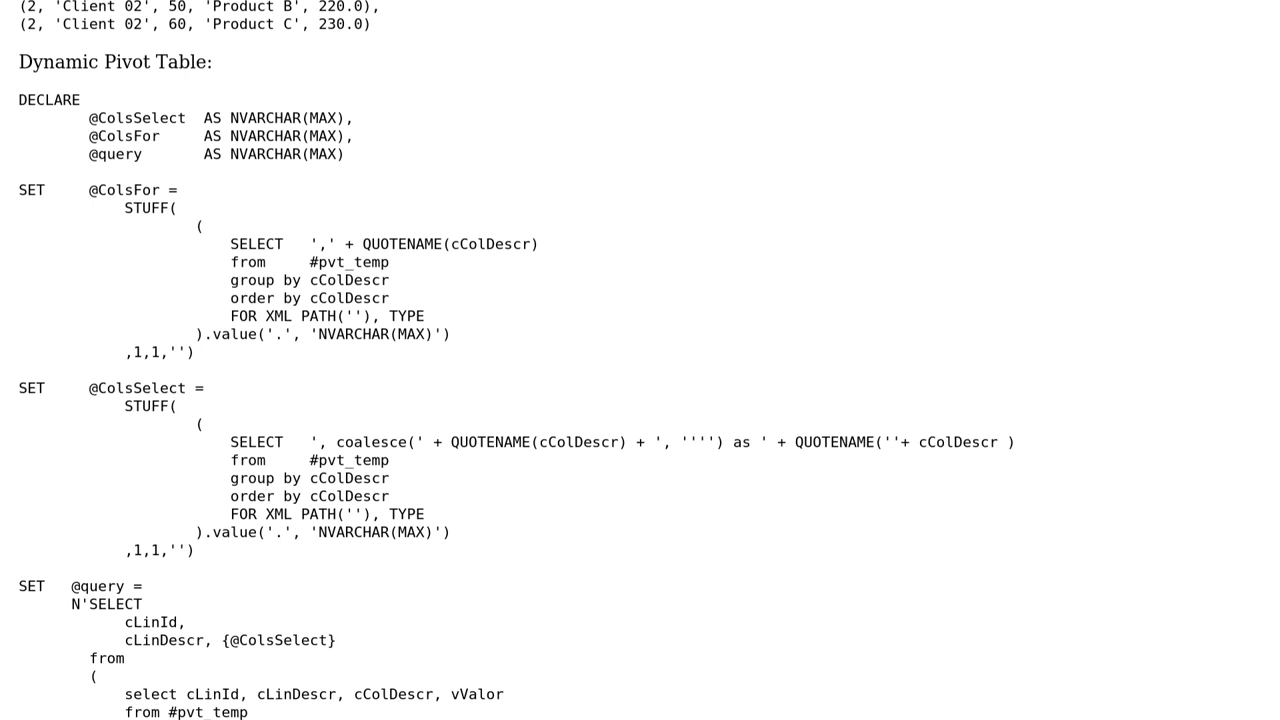 (2, 'Client 02', 50, 'Product B', 220.0),
(2, 'Client 02', 60, 'Product C', 230.0)
Dynamic Pivot Table:
DECLARE
@ColsSelect  AS NVARCHAR(MAX),
@ColsFor     AS NVARCHAR(MAX),
@query       AS NVARCHAR(MAX)
SET     @ColsFor =
STUFF(
(
SELECT   ',' + QUOTENAME(cColDescr)
from     #pvt_temp
group by cColDescr
order by cColDescr
FOR XML PATH(''), TYPE
).value('.', 'NVARCHAR(MAX)')
,1,1,'')
SET     @ColsSelect =
STUFF(
(
SELECT   ', coalesce(' + QUOTENAME(cColDescr) + ', '''') as ' + QUOTENAME(''+ cColDescr )
from     #pvt_temp
group by cColDescr
order by cColDescr
FOR XML PATH(''), TYPE
).value('.', 'NVARCHAR(MAX)')
,1,1,'')
SET   @query =
N'SELECT
cLinId,
cLinDescr, {@ColsSelect}
from
(
select cLinId, cLinDescr, cColDescr, vValor
from #pvt_temp